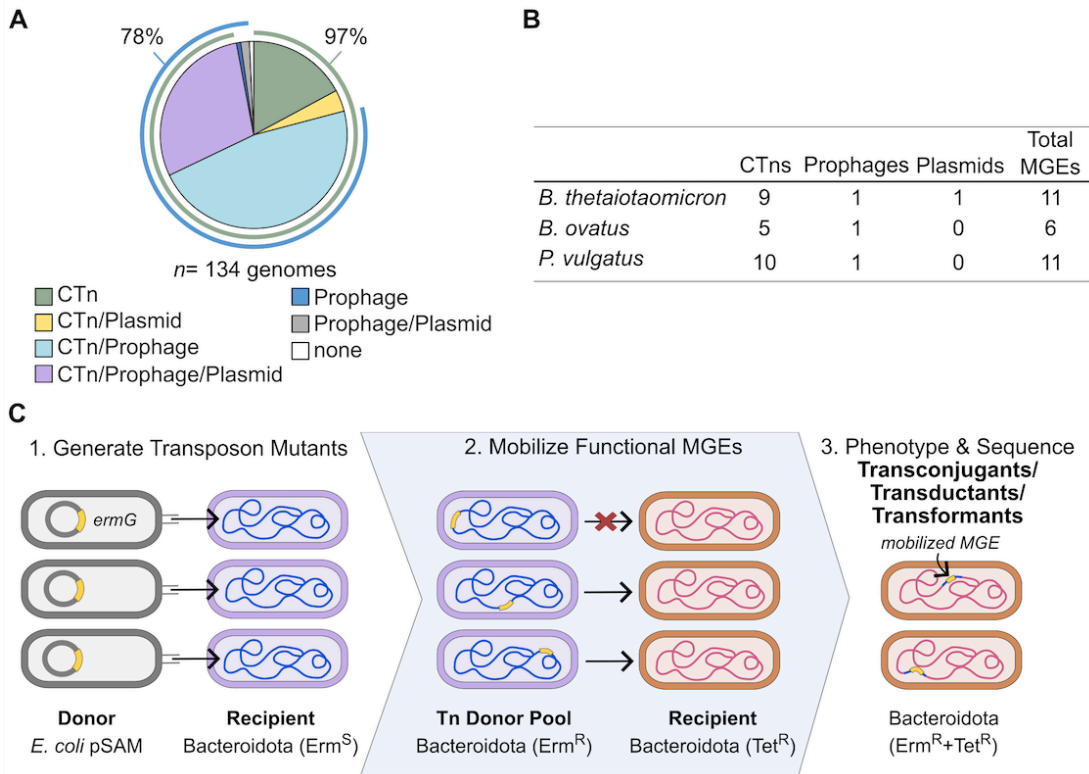 A
78%
97%
n= 134 genomes
CTn
CTn/Plasmid
CTn/Prophage
CTn/Prophage/Plasmid
Prophage
Prophage/Plasmid
none
B
CTns Prophages Plasmids Total MGEs
B. thetaiotaomicron 9 1 1 11
B. ovatus 5 1 0 6
P. vulgatus 10 1 0 11
C
1. Generate Transposon Mutants
ermG
Donor
E. coli pSAM
Recipient
Bacteroidota (Erm^S)
2. Mobilize Functional MGEs
Tn Donor Pool
Bacteroidota (Erm^R)
Recipient
Bacteroidota (Tet^R)
3. Phenotype & Sequence
Transconjugants/
Transductants/
Transformants
mobilized MGE
Bacteroidota
(Erm^R+Tet^R)